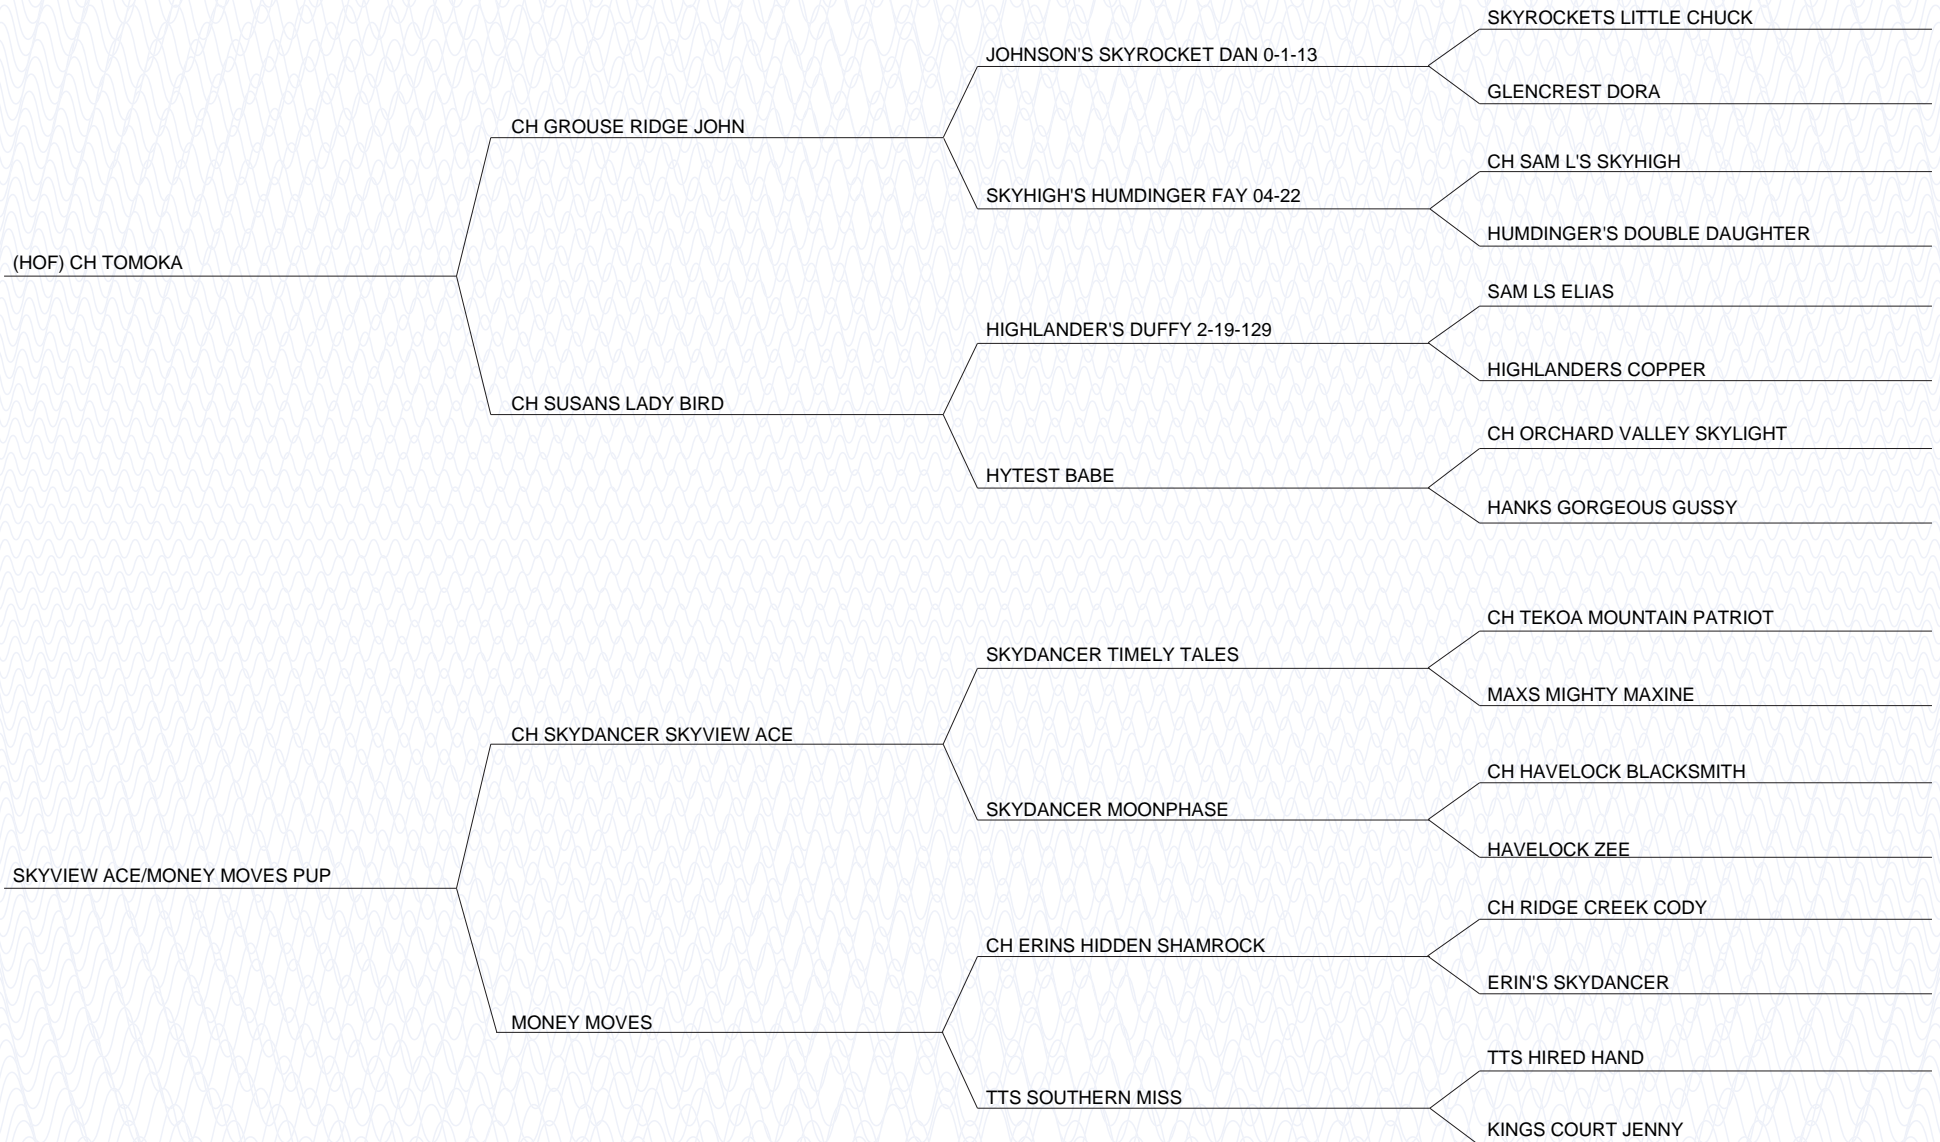 SKYROCKETS LITTLE CHUCK
JOHNSON'S SKYROCKET DAN 0-1-13
GLENCREST DORA
CH GROUSE RIDGE JOHN
CH SAM L'S SKYHIGH
SKYHIGH'S HUMDINGER FAY 04-22
HUMDINGER'S DOUBLE DAUGHTER
(HOF) CH TOMOKA
SAM LS ELIAS
HIGHLANDER'S DUFFY 2-19-129
HIGHLANDERS COPPER
CH SUSANS LADY BIRD
CH ORCHARD VALLEY SKYLIGHT
HYTEST BABE
HANKS GORGEOUS GUSSY
CH TEKOA MOUNTAIN PATRIOT
SKYDANCER TIMELY TALES
MAXS MIGHTY MAXINE
CH SKYDANCER SKYVIEW ACE
CH HAVELOCK BLACKSMITH
SKYDANCER MOONPHASE
HAVELOCK ZEE
SKYVIEW ACE/MONEY MOVES PUP
CH RIDGE CREEK CODY
CH ERINS HIDDEN SHAMROCK
ERIN'S SKYDANCER
MONEY MOVES
TTS HIRED HAND
TTS SOUTHERN MISS
KINGS COURT JENNY